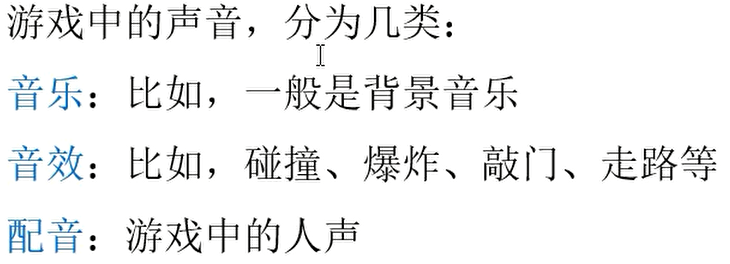 游戏中的声音，分为几类：
音乐：比如，一般是背景音乐
音效：比如，碰撞、爆炸、敲门、走路等
配音：游戏中的人声